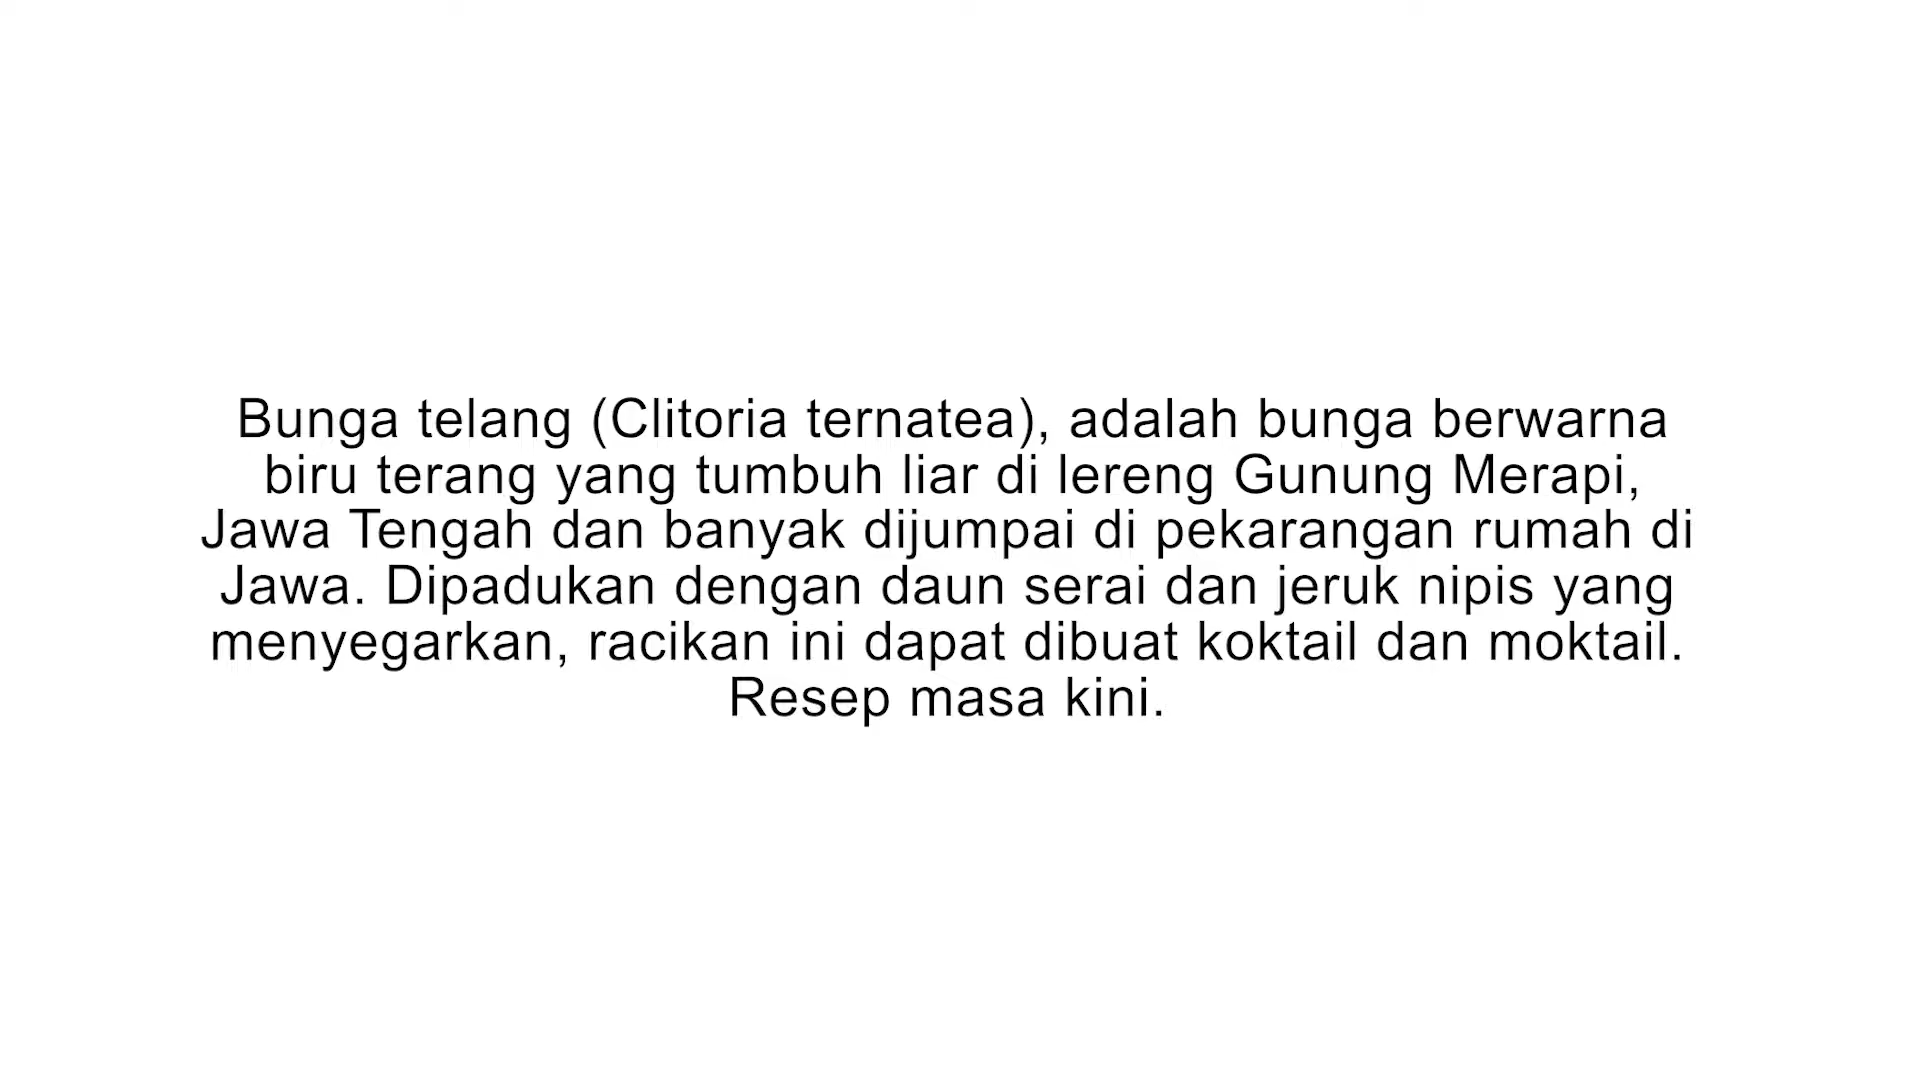 Bunga telang (Clitoria ternatea), adalah bunga berwarna
biru terang yang tumbuh liar di lereng Gunung Merapi,
Jawa Tengah dan banyak dijumpai di pekarangan rumah di
Jawa. Dipadukan dengan daun serai dan jeruk nipis yang
menyegarkan, racikan ini dapat dibuat koktail dan moktail.
Resep masa kini.